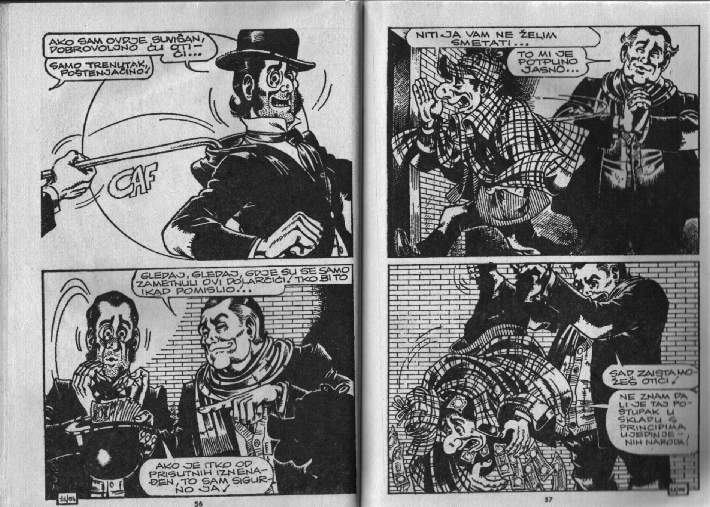 AKO SAM OVDJE SUVIŠAN,
DOBROVOLJNO ĆU OTI-
ĆI...
SAMO TRENUTAK,
POŠTENJAČINO!
CAF
GLEDAJ, GLEDAJ, GDJE SU SE SAMO
ZAMETNULI OVI DOLARČIĆI! TKO BI TO
IKAD POMISLIO...
AKO JE ITKO OD
PRISUTNIH IZNENA-
ĐEN, TO SAM SIGUR-
NO JA!
56
NITI JA VAM NE ŽELIM
SMETATI...
TO MI JE
POTPUNO
JASNO...
SAD ZAISTA MO-
ŽEŠ OTIĆI!
NE ZNAM DA
LI JE TAJ PO-
STUPAK U
SKLADU S
PRINCIPIMA
UJEDINJE-
NIH NARODA!
57